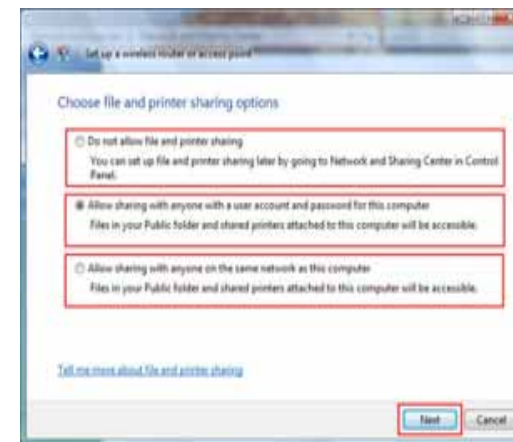 Set up a wireless router or access point
Choose file and printer sharing options
Do not allow file and printer sharing
You can set up file and printer sharing later by going to Network and Sharing Center in Control
Panel.
Allow sharing with anyone with a user account and password for this computer
Files in your Public folder and shared printers attached to this computer will be accessible.
Allow sharing with anyone on the same network as this computer
Files in your Public folder and shared printers attached to this computer will be accessible.
Tell me more about file and printer sharing
Next Cancel